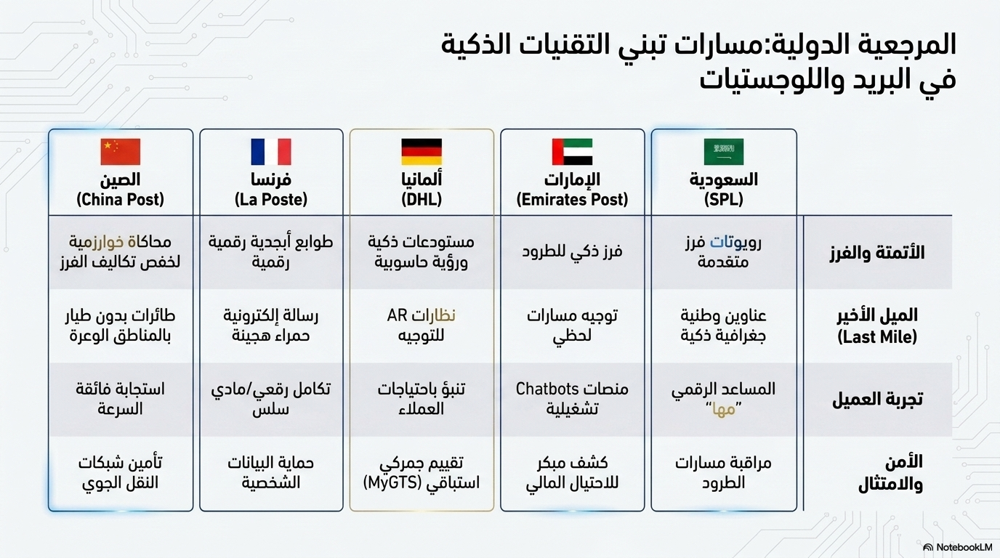 المرجعية الدولية:مسارات تبني التقنيات الذكية
في البريد واللوجستيات
السعودية
(SPL)
الإمارات
(Emirates Post)
ألمانيا
(DHL)
فرنسا
(La Poste)
الصين
(China Post)
الأتمتة والفرز
روبوتات فرز
متقدمة
فرز ذكي للطرود
مستودعات ذكية
ورؤية حاسوبية
طوابع أبجدية رقمية
رقمية
محاكاة خوارزمية
لخفض تكاليف الفرز
الميل الأخير
(Last Mile)
عناوين وطنية
جغرافية ذكية
توجيه مسارات
لحظي
نظارات AR
للتوجيه
رسالة إلكترونية
حمراء هجينة
طائرات بدون طيار
بالمناطق الوعرة
تجربة العميل
المساعد الرقمي
”مها“
منصات Chatbots
تشغيلية
تنبؤ باحتياجات
العملاء
تكامل رقعي/مادي
سلس
استجابة فائقة
السرعة
الأمن
والامتثال
مراقبة مسارات
الطرود
كشف مبكر
للاحتيال المالي
تقييم جمركي
استباقي (MyGTS)
حماية البيانات
الشخصية
تأمين شبكات
النقل الجوي
NotebookLM